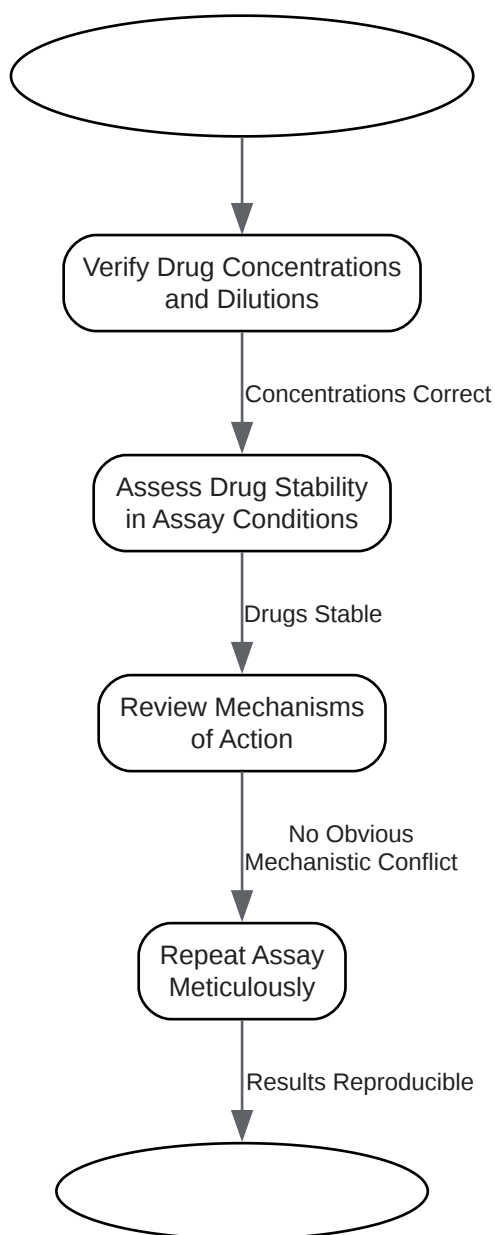 Verify Drug Concentrations
and Dilutions
Concentrations Correct
Assess Drug Stability
in Assay Conditions
Drugs Stable
Review Mechanisms
of Action
No Obvious
Mechanistic Conflict
Repeat Assay
Meticulously
Results Reproducible